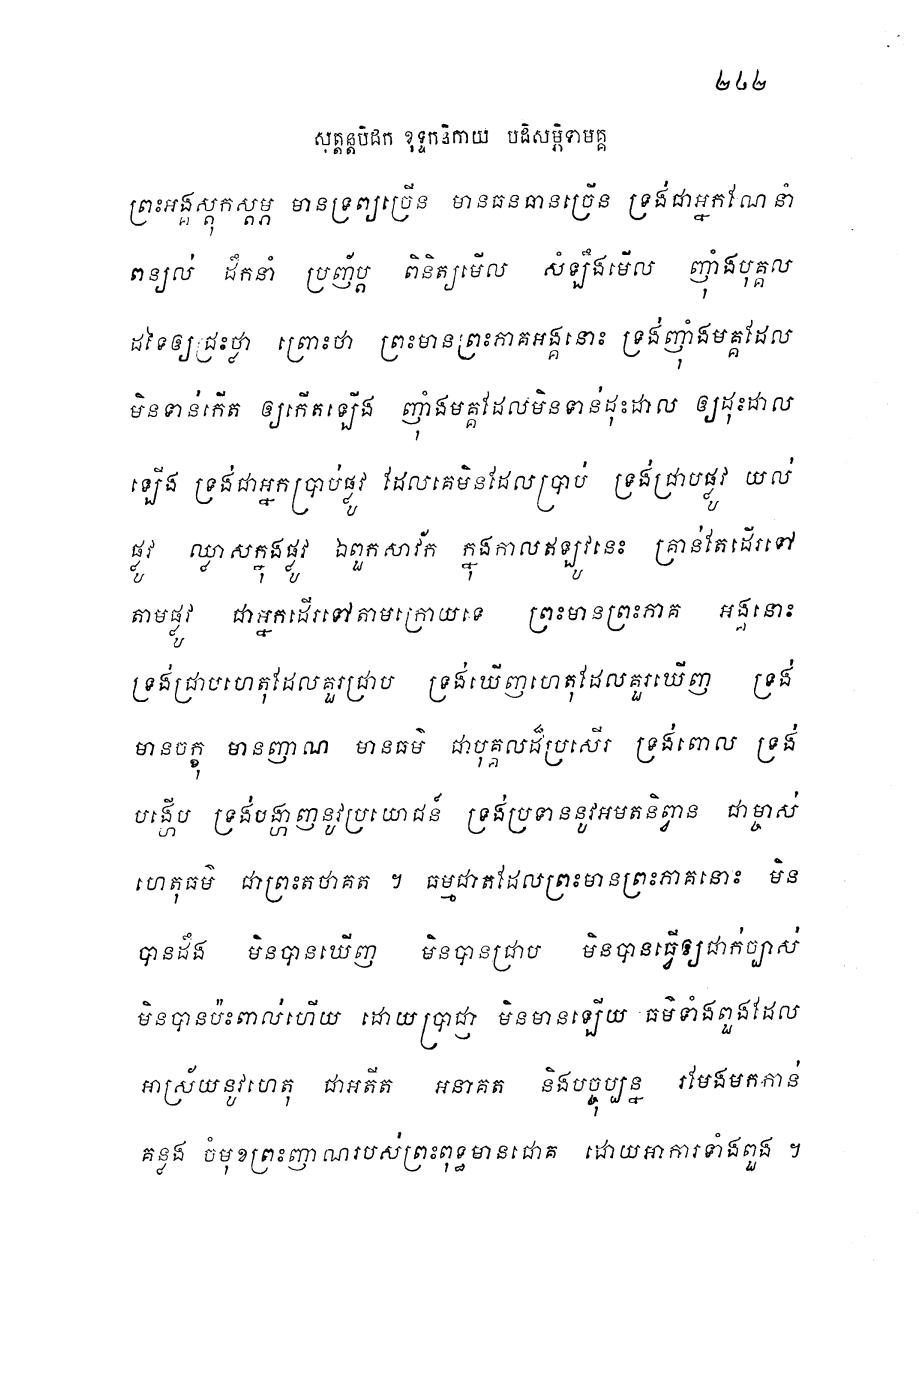 ២៤២
សុត្តន្តបិដក ខុទ្ទកនិកាយ បដិសម្ភិទាមគ្គ
ព្រះអង្គស្តុកស្តម្ភ មានទ្រព្យច្រើន មានធនធានច្រើន ទ្រង់ជាអ្នកណែនាំ
ពន្យល់ ដឹកនាំ ប្រញ័ប្ត ពិនិត្យមើល សំឡឹងមើល ញ៉ាំងបុគ្គល
ដទៃឲ្យជ្រះថ្លា ព្រោះថា ព្រះមានព្រះភាគអង្គនោះ ទ្រង់ញ៉ាំងមគ្គដែល
មិនទាន់កើត ឲ្យកើតឡើង ញ៉ាំងមគ្គដែលមិនទាន់ដុះដាល ឲ្យដុះដាល
ឡើង ទ្រង់ជាអ្នកប្រាប់ផ្លូវ ដែលគេមិនដែលប្រាប់ ទ្រង់ជ្រាបផ្លូវ យល់
ផ្លូវ ឈ្លាសក្នុងផ្លូវ ឯពួកសាវ័ក ក្នុងកាលឥឡូវនេះ គ្រាន់តែដើរទៅ
តាមផ្លូវ ជាអ្នកដើរទៅតាមក្រោយទេ ព្រះមានព្រះភាគ អង្គនោះ
ទ្រង់ជ្រាបហេតុដែលគួរជ្រាប ទ្រង់ឃើញហេតុដែលគួរឃើញ ទ្រង់
មានចក្ខុ មានញាណ មានធម៌ ជាបុគ្គលដ៏ប្រសើរ ទ្រង់ពោល ទ្រង់
បង្ហើប ទ្រង់បង្ហាញនូវប្រយោជន៍ ទ្រង់ប្រទាននូវអមតនិព្វាន ជាម្ចាស់
ហេតុធម៌ ជាព្រះតថាគត ។ ធម្មជាតដែលព្រះមានព្រះភាគនោះ មិន
បានដឹង មិនបានឃើញ មិនបានជ្រាប មិនបានធ្វើឲ្យជាក់ច្បាស់
មិនបានប៉ះពាល់ហើយ ដោយប្រាជ្ញា មិនមានឡើយ ធម៌ទាំងពួងដែល
អាស្រ័យនូវហេតុ ជាអតីត អនាគត និងបច្ចុប្បន្ន រមែងមកកាន់
គន្លង ចំមុខព្រះញាណរបស់ព្រះពុទ្ធមានជោគ ដោយអាការទាំងពួង ។